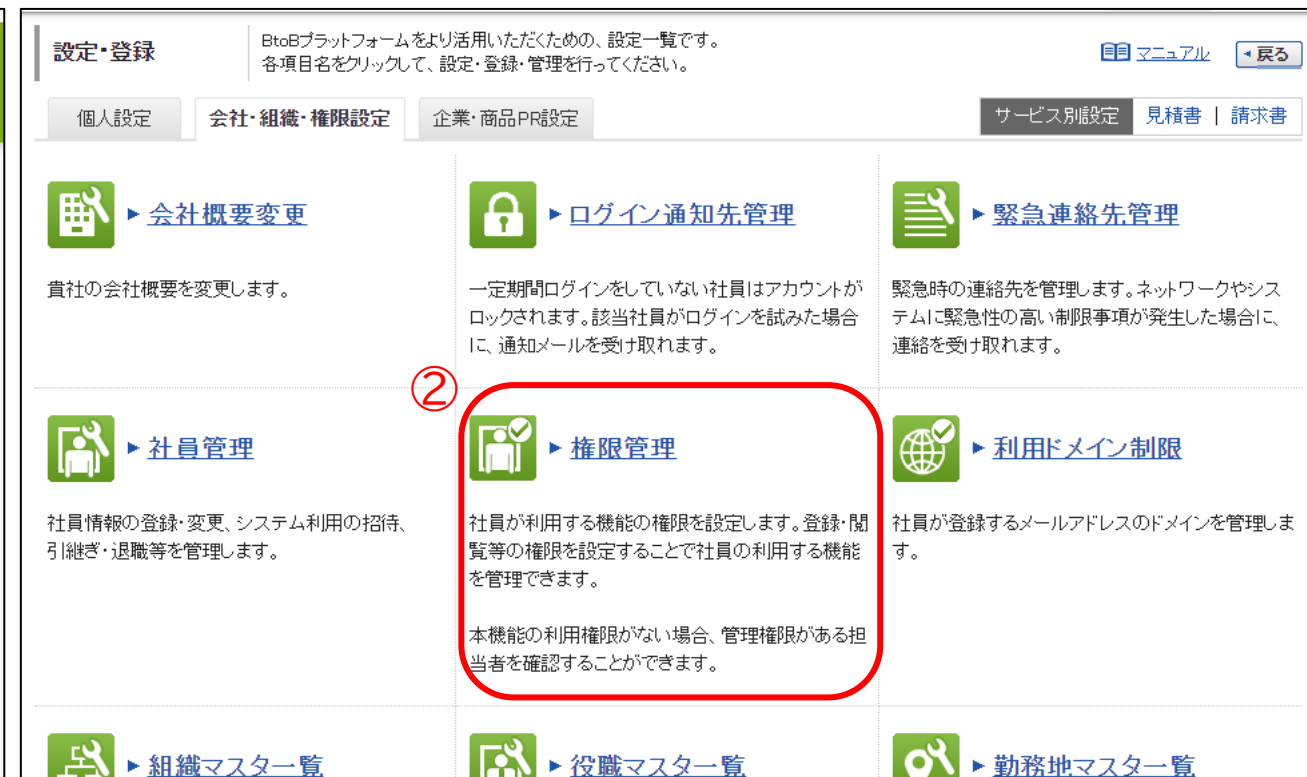 設定・登録
BtoBプラットフォームをより活用いただくための、設定一覧です。
各項目名をクリックして、設定・登録・管理を行ってください。
マニュアル
戻る
個人設定
会社・組織・権限設定
企業・商品PR設定
サービス別設定
見積書 | 請求書
会社概要変更
貴社の会社概要を変更します。
ログイン通知先管理
一定期間ログインをしていない社員はアカウントが
ロックされます。該当社員がログインを試みた場合
に、通知メールを受け取れます。
緊急連絡先管理
緊急時の連絡先を管理します。ネットワークやシス
テムに緊急性の高い制限事項が発生した場合に、
連絡を受け取れます。
②
社員管理
社員情報の登録・変更、システム利用の招待、
引継ぎ・退職等を管理します。
権限管理
社員が利用する機能の権限を設定します。登録・閲
覧等の権限を設定することで社員の利用する機能
を管理できます。
本機能の利用権限がない場合、管理権限がある担
当者を確認することができます。
利用ドメイン制限
社員が登録するメールアドレスのドメインを管理しま
す。
組織マスタ一覧
役職マスタ一覧
勤務地マスタ一覧